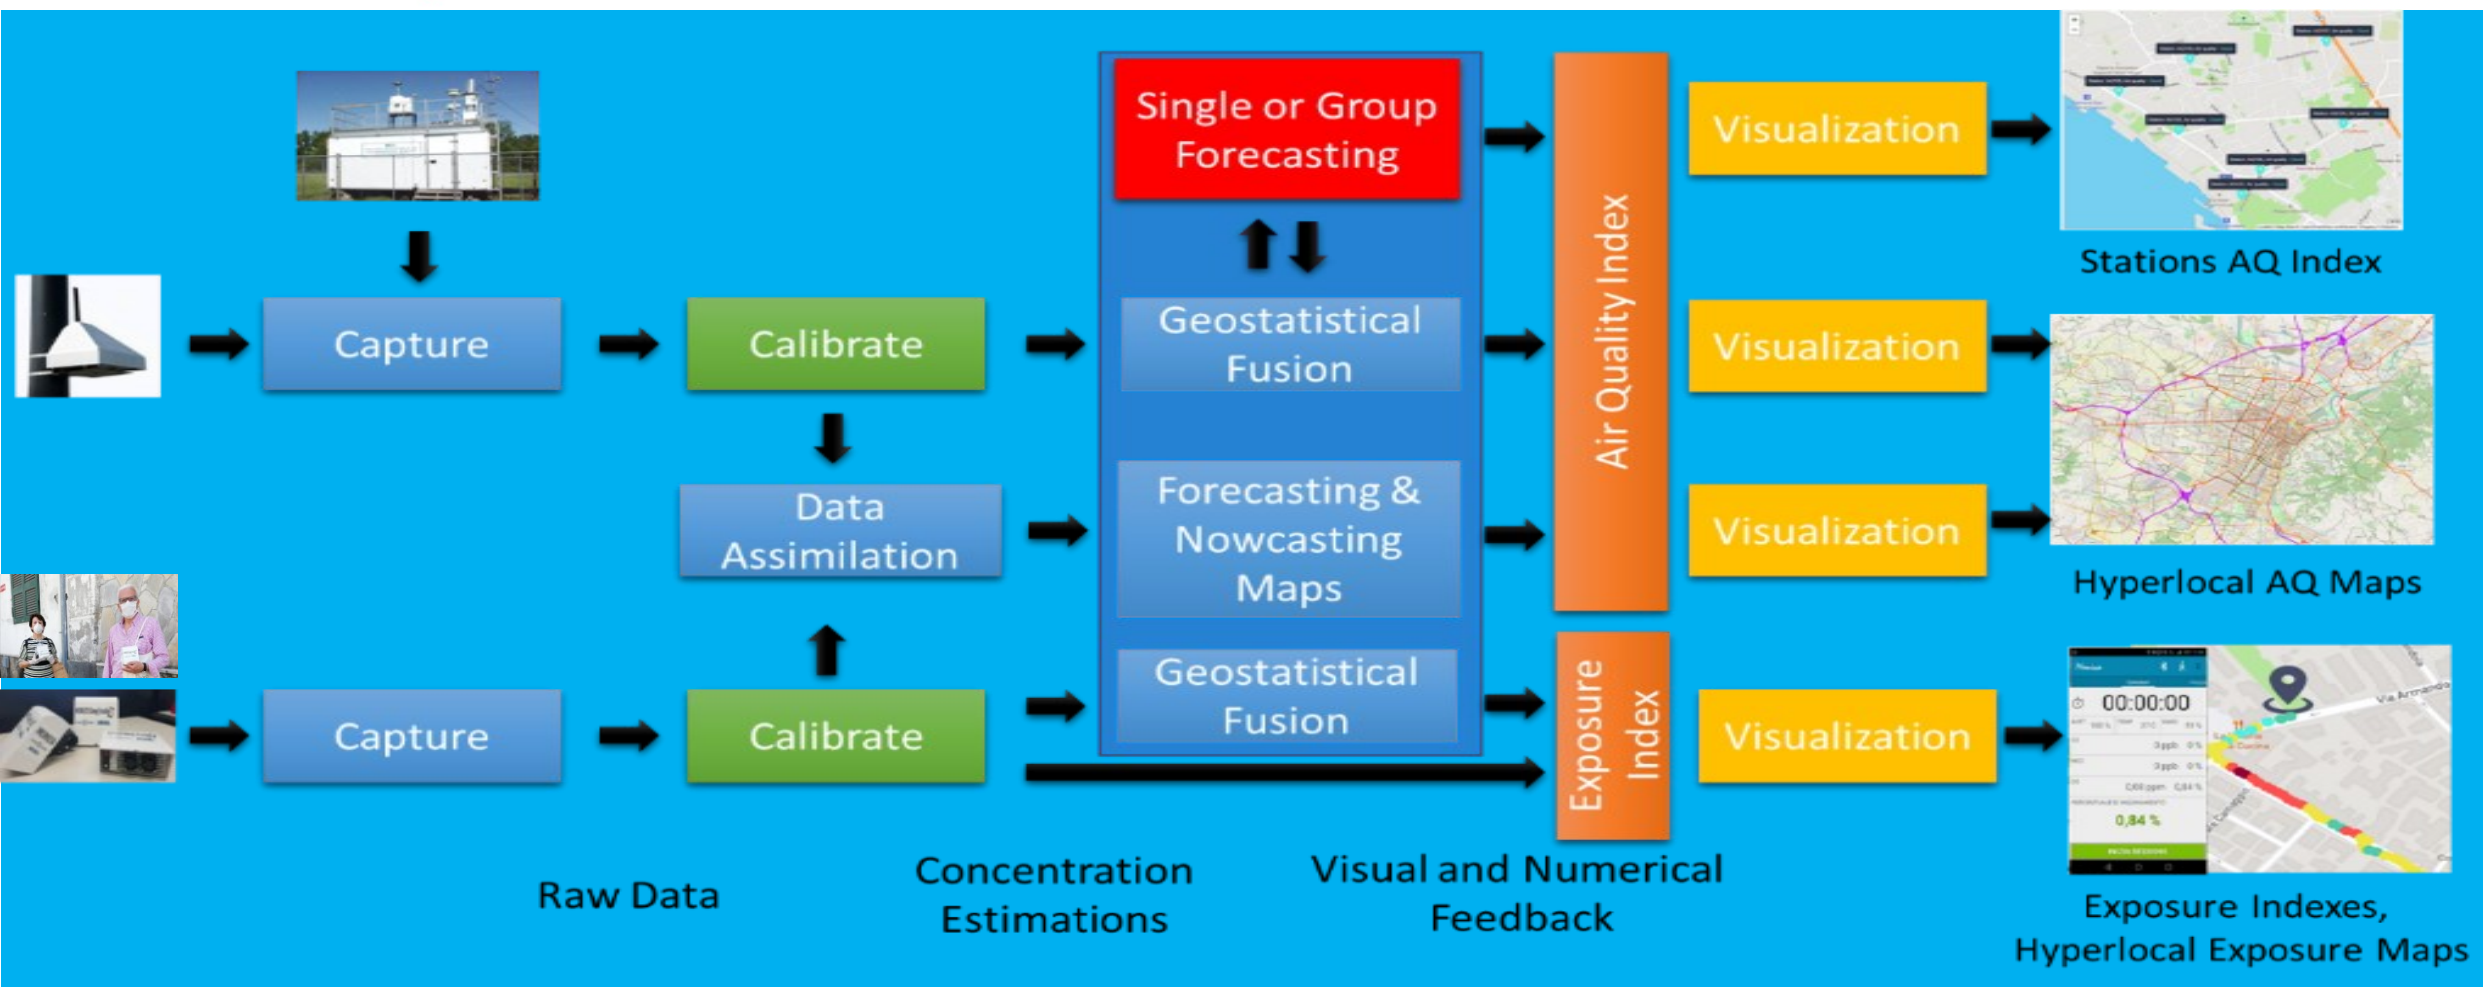 Single or Group
Forecasting
Visualization
Stations AQ Index
Capture
Calibrate
Geostatistical
Fusion
Air Quality Index
Visualization
Data
Assimilation
Forecasting &
Nowcasting
Maps
Visualization
Hyperlocal AQ Maps
Capture
Calibrate
Geostatistical
Fusion
Exposure
Index
Visualization
00:00:00
0,84 %
Via Armando
Raw Data
Concentration
Estimations
Visual and Numerical
Feedback
Exposure Indexes,
Hyperlocal Exposure Maps